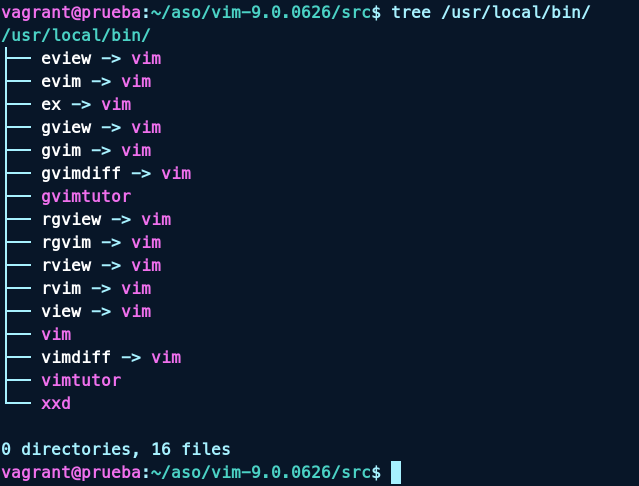 vagrant@prueba:~/aso/vim-9.0.0626/src$ tree /usr/local/bin/
/usr/local/bin/
├── eview -> vim
├── evim -> vim
├── ex -> vim
├── gview -> vim
├── gvim -> vim
├── gvimdiff -> vim
├── gvimtutor
├── rgview -> vim
├── rgvim -> vim
├── rview -> vim
├── rvim -> vim
├── view -> vim
├── vim
├── vimdiff -> vim
├── vimtutor
└── xxd
0 directories, 16 files
vagrant@prueba:~/aso/vim-9.0.0626/src$